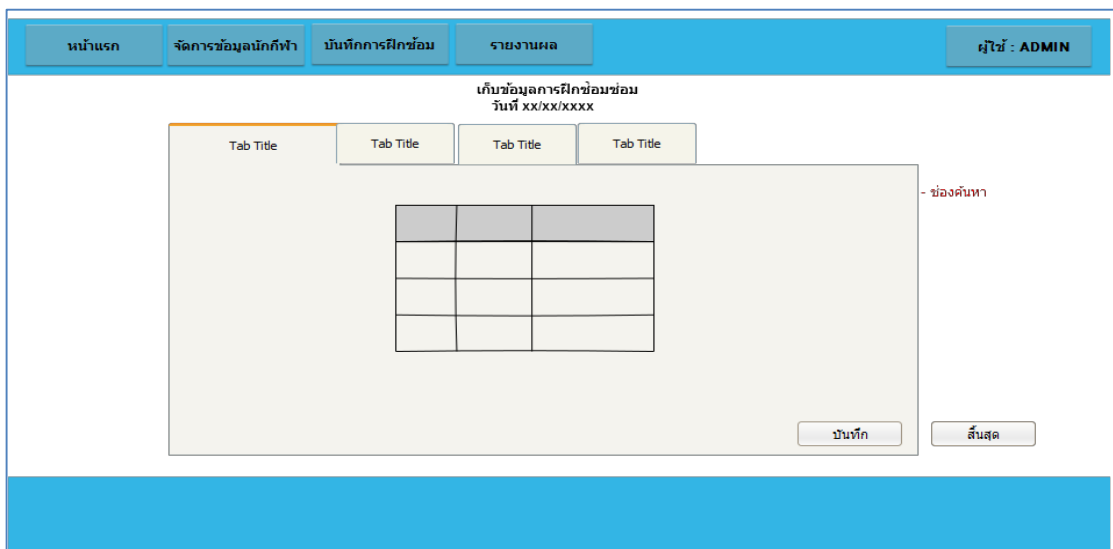 หน้าแรก จัดการข้อมูลนักกีฬา บันทึกการฝึกซ้อม รายงานผล ผู้ใช้ : ADMIN
เก็บข้อมูลการฝึกซ้อมซ่อม
วันที่ xx/xx/xxxx
Tab Title Tab Title Tab Title Tab Title
- ช่องค้นหา
บันทึก สิ้นสุด